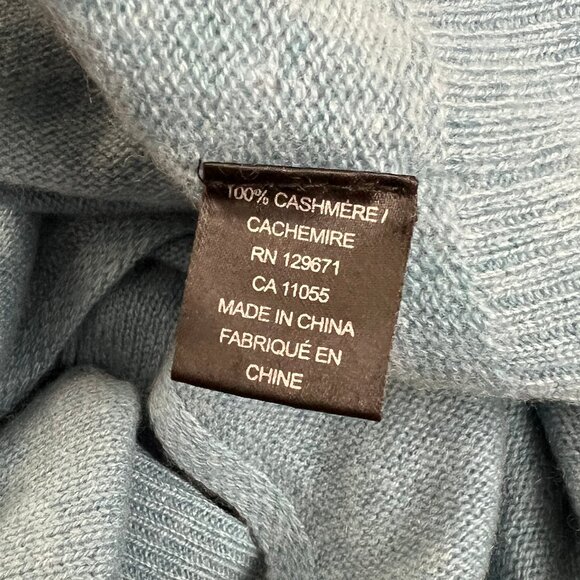 100% CASHMERE /
CACHEMIRE
RN 129671
CA 11055
MADE IN CHINA
FABRIQUÉ EN
CHINE